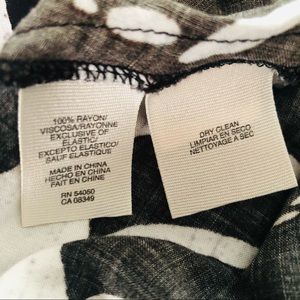 100% RAYON/
VISCOSA/RAYONNE
EXCLUSIVE OF
ELASTIC/
EXCEPTO ELASTICO/
SAUF ELASTIQUE
MADE IN CHINA
HECHO EN CHINA
FAIT EN CHINE
RN 54050
CA 08349
DRY CLEAN
LIMPIAR EN SECO
NETTOYAGE A SEC